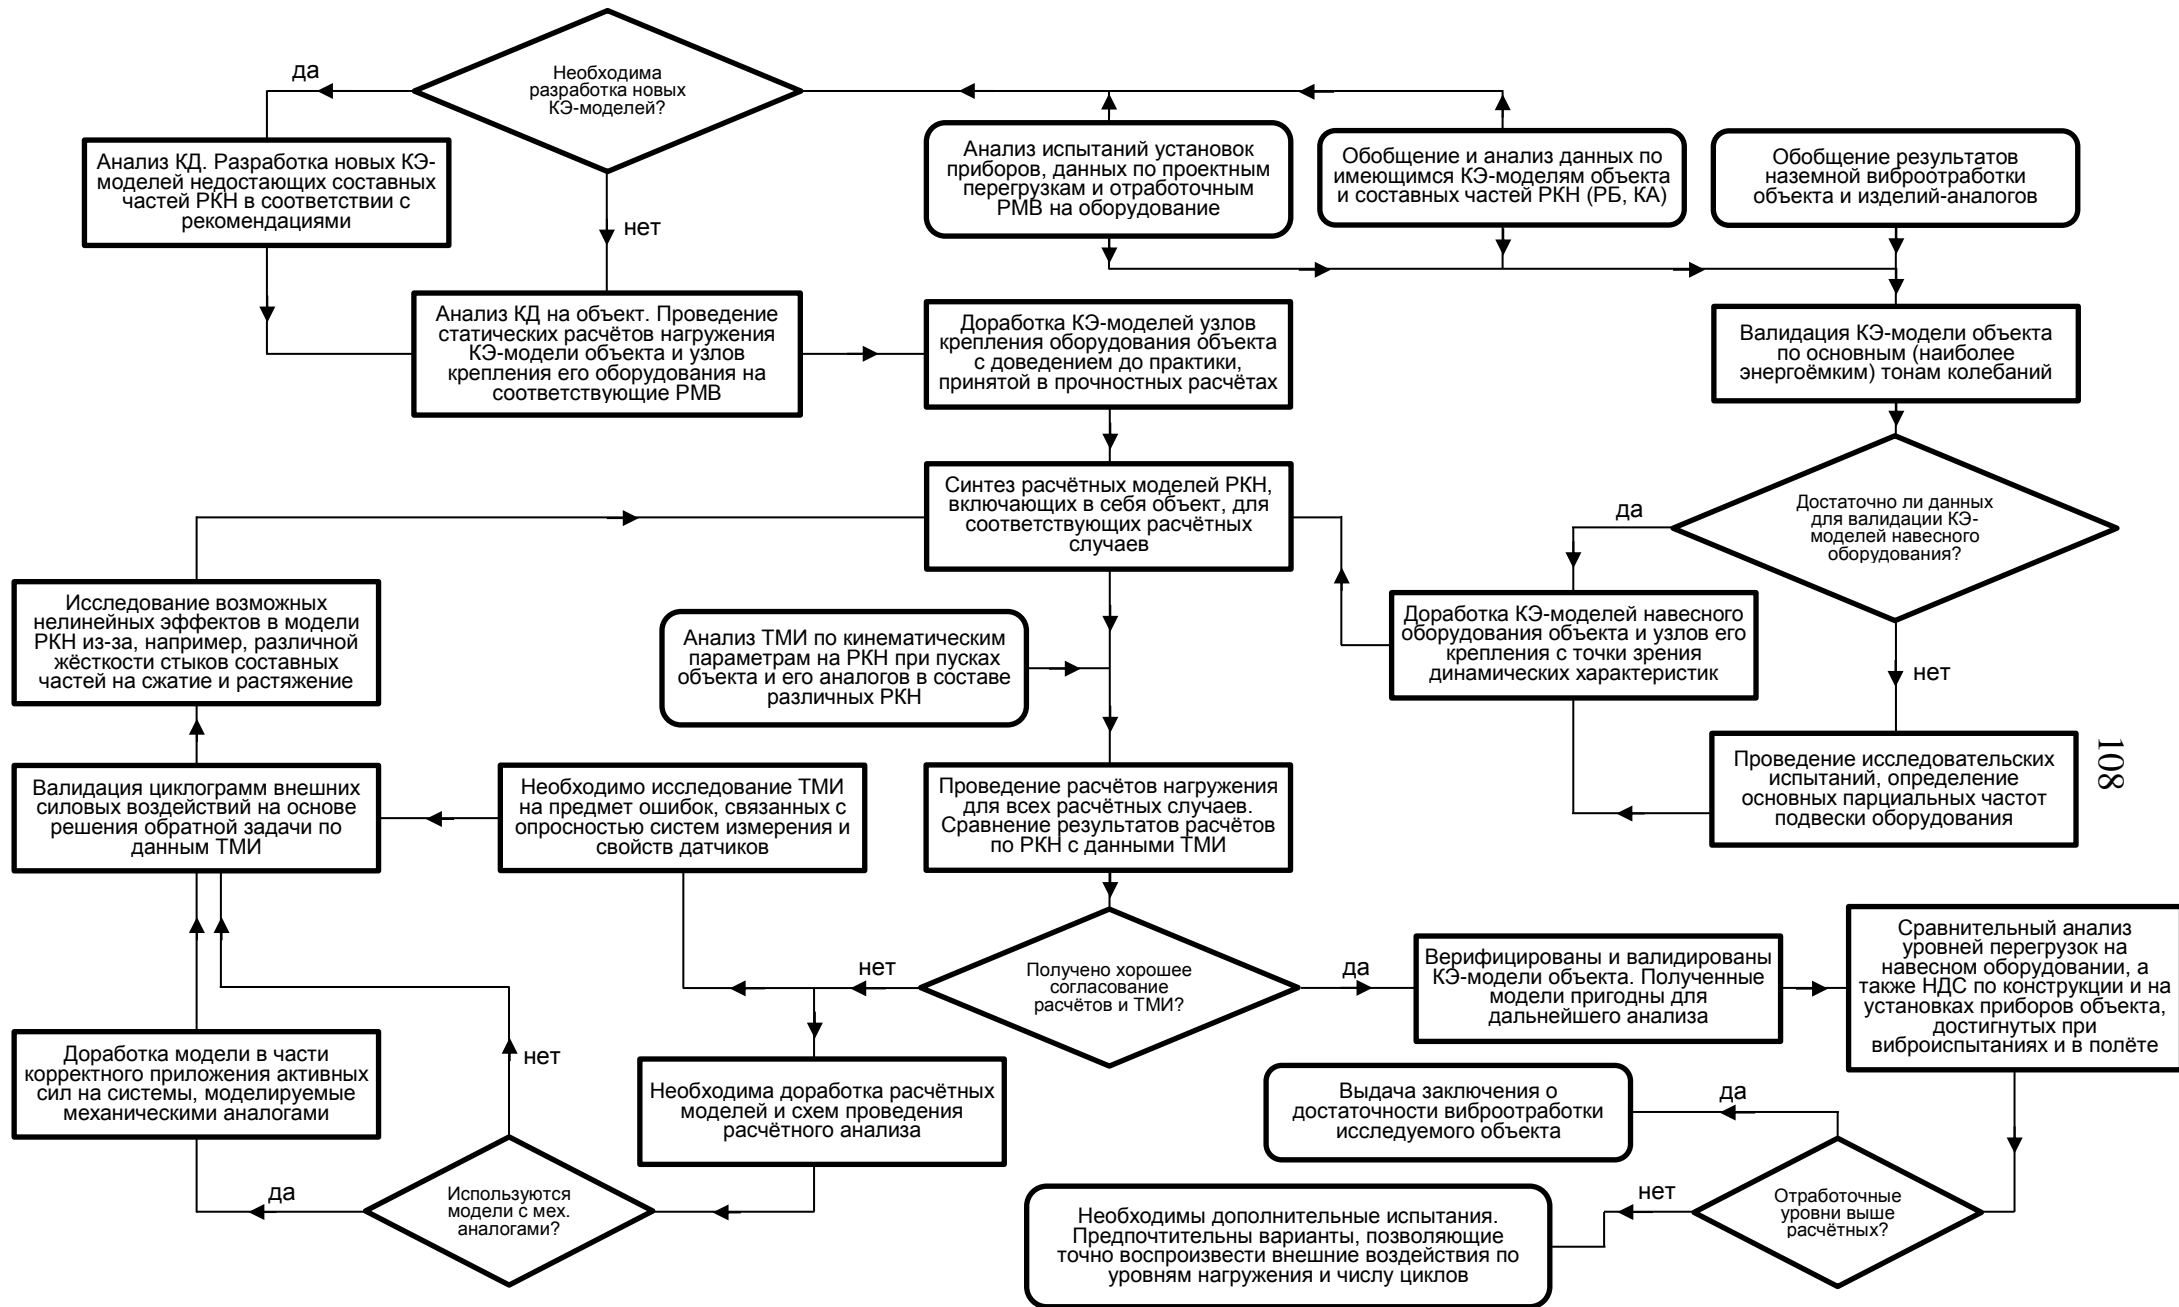 да
Необходима
разработка новых
КЭ-моделей?
Анализ КД. Разработка новых КЭ-
моделей недостающих составных
частей РКН в соответствии с
рекомендациями
нет
Анализ испытаний установок
приборов, данных по проектным
перегрузкам и отработочным
РМВ на оборудование
Обобщение и анализ данных по
имеющимся КЭ-моделям объекта
и составных частей РКН (РБ, КА)
Обобщение результатов
наземной виброотработки
объекта и изделий-аналогов
Анализ КД на объект. Проведение
статических расчётов нагружения
КЭ-модели объекта и узлов
крепления его оборудования на
соответствующие РМВ
Доработка КЭ-моделей узлов
крепления оборудования объекта
с доведением до практики,
принятой в прочностных расчётах
Валидация КЭ-модели объекта
по основным (наиболее
энергоёмким) тонам колебаний
Синтез расчётных моделей РКН,
включающих в себя объект, для
соответствующих расчётных
случаев
да
Достаточно ли данных
для валидации КЭ-
моделей навесного
оборудования?
Исследование возможных
нелинейных эффектов в модели
РКН из-за, например, различной
жёсткости стыков составных
частей на сжатие и растяжение
Анализ ТМИ по кинематическим
параметрам на РКН при пусках
объекта и его аналогов в составе
различных РКН
Доработка КЭ-моделей навесного
оборудования объекта и узлов его
крепления с точки зрения
динамических характеристик
нет
Валидация циклограмм внешних
силовых воздействий на основе
решения обратной задачи по
данным ТМИ
Необходимо исследование ТМИ
на предмет ошибок, связанных с
опросностью систем измерения и
свойств датчиков
Проведение расчётов нагружения
для всех расчётных случаев.
Сравнение результатов расчётов
по РКН с данными ТМИ
Проведение исследовательских
испытаний, определение
основных парциальных частот
подвески оборудования
108
нет
Получено хорошее
согласование
расчётов и ТМИ?
да
Верифицированы и валидированы
КЭ-модели объекта. Полученные
модели пригодны для
дальнейшего анализа
Сравнительный анализ
уровней перегрузок на
навесном оборудовании, а
также НДС по конструкции и на
установках приборов объекта,
достигнутых при
виброиспытаниях и в полёте
Доработка модели в части
корректного приложения активных
сил на системы, моделируемые
механическими аналогами
нет
Необходима доработка расчётных
моделей и схем проведения
расчётного анализа
Выдача заключения о
достаточности виброотработки
исследуемого объекта
да
да
Используются
модели с мех.
аналогами?
Необходимы дополнительные испытания.
Предпочтительны варианты, позволяющие
точно воспроизвести внешние воздействия по
уровням нагружения и числу циклов
нет
Отработочные
уровни выше
расчётных?